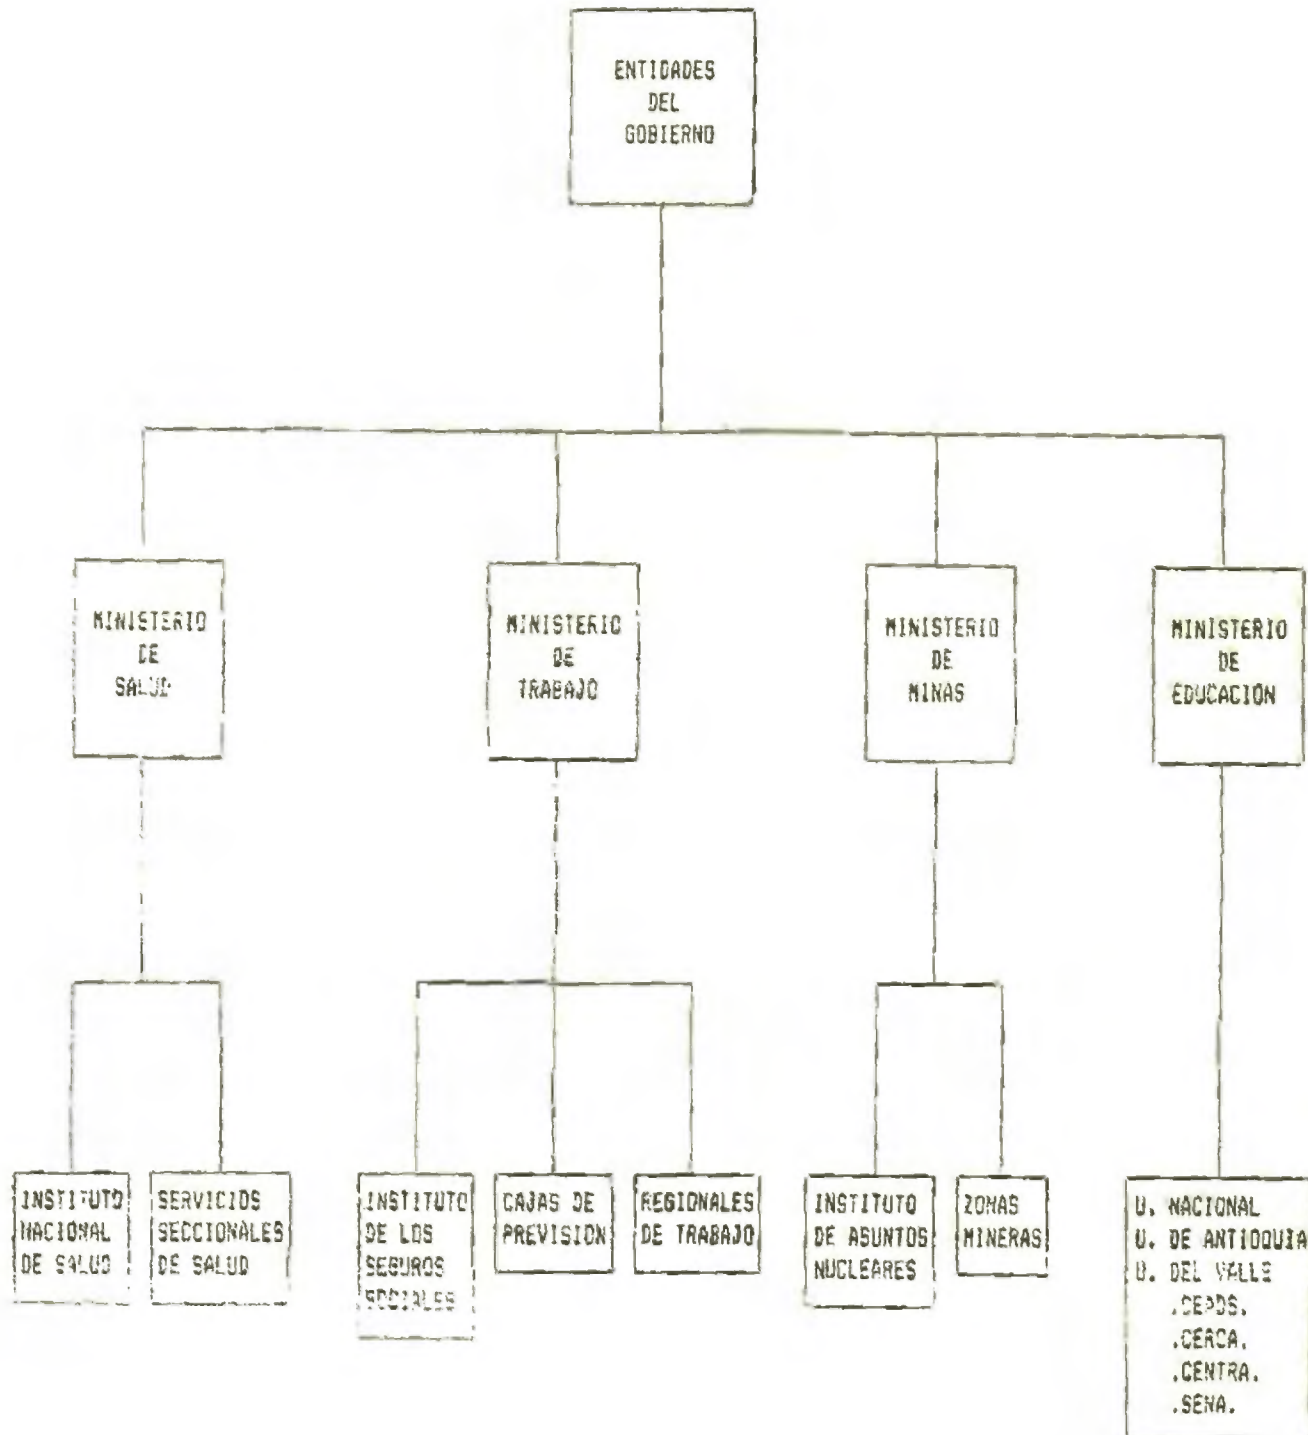 ENTIDADES
DEL
GOBIERNO
MINISTERIO
DE
SALUD
MINISTERIO
DE
TRABAJO
MINISTERIO
DE
MINAS
MINISTERIO
DE
EDUCACIÓN
INSTITUTO
NACIONAL
DE SALUD
SERVICIOS
SECCIONALES
DE SALUD
INSTITUTO
DE LOS
SEGUROS
SOCIALES
CAJAS DE
PREVISION
REGIONALES
DE TRABAJO
INSTITUTO
DE ASUNTOS
NUCLEARES
ZONAS
MINERAS
U. NACIONAL
U. DE ANTIOQUIA
U. DEL VALLE
.CERCA.
.CENTRA.
.SENA.